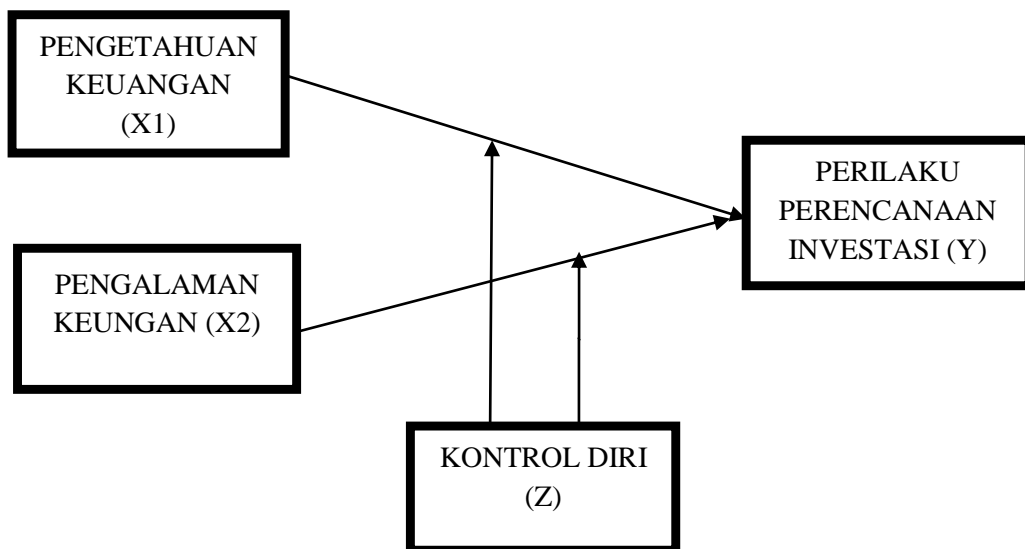 PENGETAHUAN
KEUANGAN
(X1)
PERILAKU
PERENCANAAN
INVESTASI (Y)
PENGALAMAN
KEUNGAN (X2)
KONTROL DIRI
(Z)